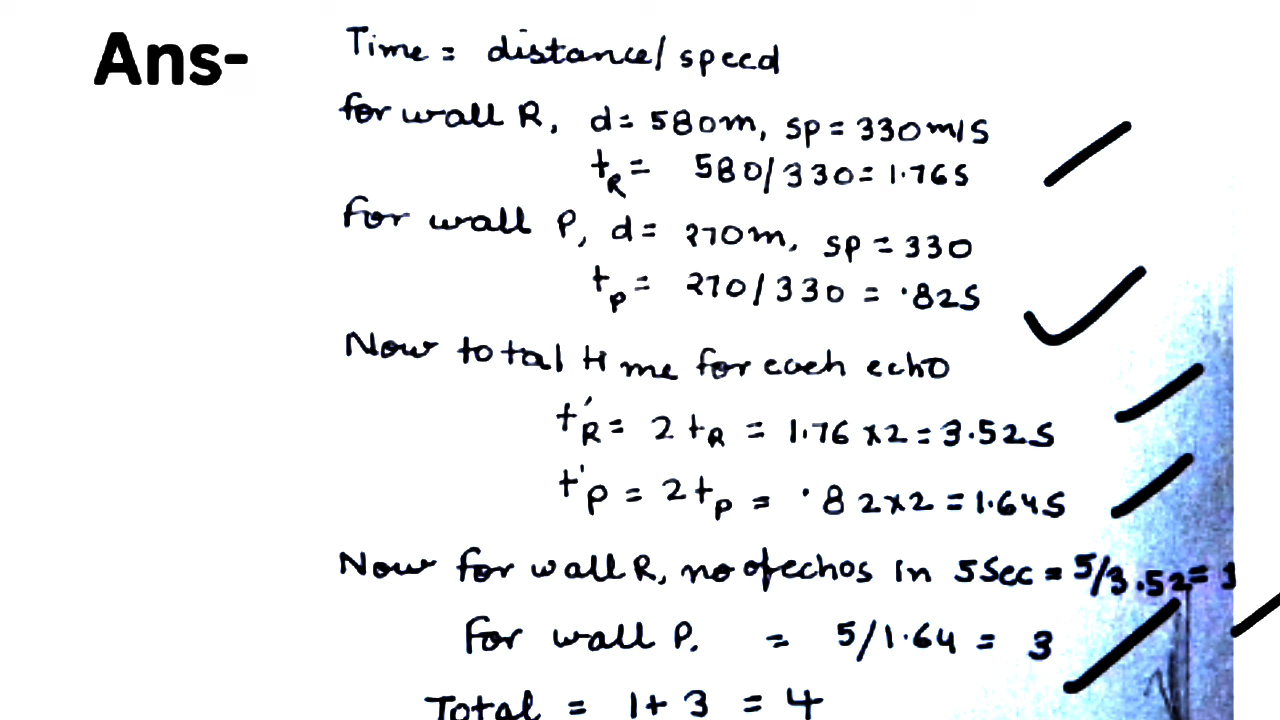 Ans-
Time = distance/speed
for wall R, d = 580m, sp = 330m/s
tR = 580/330 = 1.76s
For wall P, d = 270m, sp = 330
tp = 270/330 = .82s
Now total time for each echo
t'R = 2tR = 1.76x2 = 3.52s
t'P = 2tp = .82x2 = 1.64s
Now for wall R, no of echos in 5sec = 5/3.52 = 1
For wall P. = 5/1.64 = 3
Total = 1+3 = 4